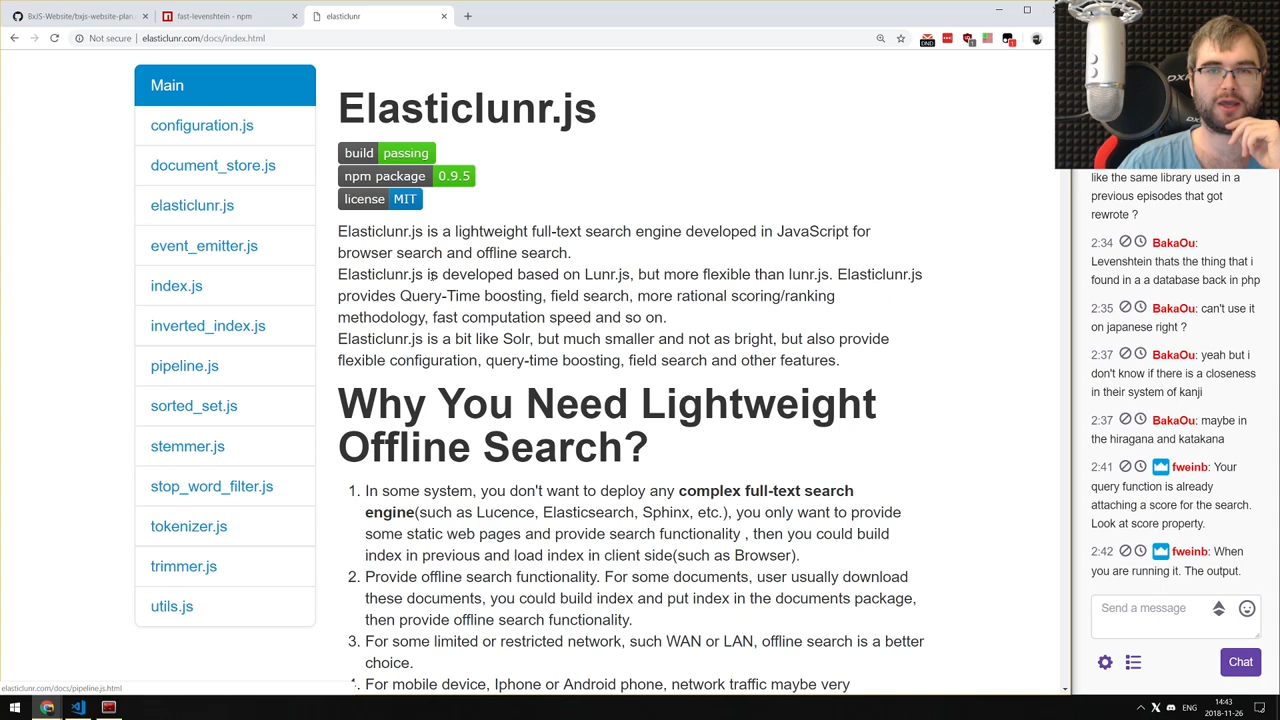 BxJS-Website/bxjs-website-plan
fast-levenshtein - npm
elasticlunr
Not secure
elasticlunr.com/docs/index.html
DND
1
1
Main
configuration.js
document_store.js
elasticlunr.js
event_emitter.js
index.js
inverted_index.js
pipeline.js
sorted_set.js
stemmer.js
stop_word_filter.js
tokenizer.js
trimmer.js
utils.js
Elasticlunr.js
build passing
npm package 0.9.5
license MIT
Elasticlunr.js is a lightweight full-text search engine developed in JavaScript for
browser search and offline search.
Elasticlunr.js is developed based on Lunr.js, but more flexible than lunr.js. Elasticlunr.js
provides Query-Time boosting, field search, more rational scoring/ranking
methodology, fast computation speed and so on.
Elasticlunr.js is a bit like Solr, but much smaller and not as bright, but also provide
flexible configuration, query-time boosting, field search and other features.
Why You Need Lightweight
Offline Search?
1. In some system, you don't want to deploy any complex full-text search
engine(such as Lucence, Elasticsearch, Sphinx, etc.), you only want to provide
some static web pages and provide search functionality , then you could build
index in previous and load index in client side(such as Browser).
2. Provide offline search functionality. For some documents, user usually download
these documents, you could build index and put index in the documents package,
then provide offline search functionality.
3. For some limited or restricted network, such WAN or LAN, offline search is a better
choice.
4. For mobile device, Iphone or Android phone, network traffic maybe very
elasticlunr.com/docs/pipeline.js.html
like the same library used in a
previous episodes that got
rewrote ?
2:34 BakaOu:
Levenshtein thats the thing that i
found in a a database back in php
2:35 BakaOu: can't use it
on japanese right ?
2:37 BakaOu: yeah but i
don't know if there is a closeness
in their system of kanji
2:37 BakaOu: maybe in
the hiragana and katakana
2:41 fweinb: Your
query function is already
attaching a score for the search.
Look at score property.
2:42 fweinb: When
you are running it. The output.
Send a message
Chat
ENG
14:43
2018-11-26